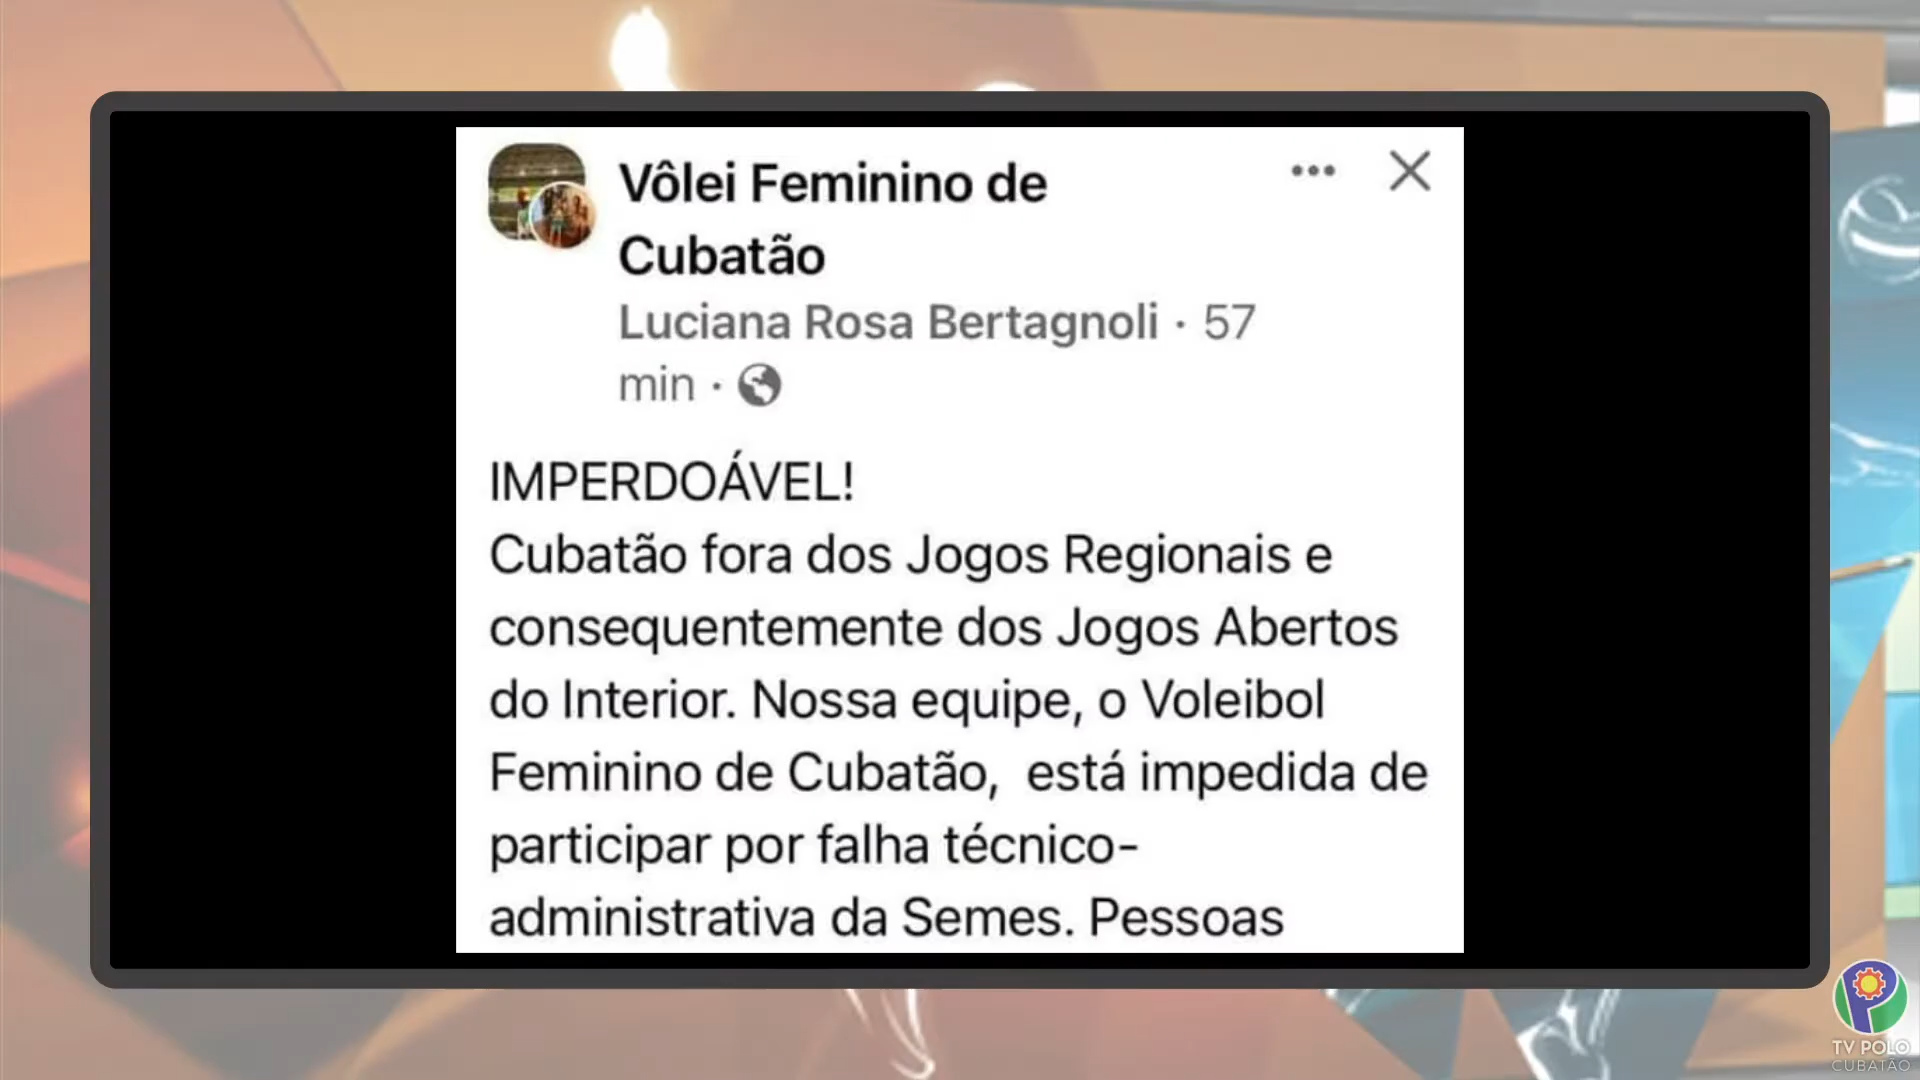 Vôlei Feminino de
Cubatão
Luciana Rosa Bertagnoli · 57
min ·
IMPERDOÁVEL!
Cubatão fora dos Jogos Regionais e
consequentemente dos Jogos Abertos
do Interior. Nossa equipe, o Voleibol
Feminino de Cubatão, está impedida de
participar por falha técnico-
administrativa da Semes. Pessoas
TV POLO
CUBATÃO